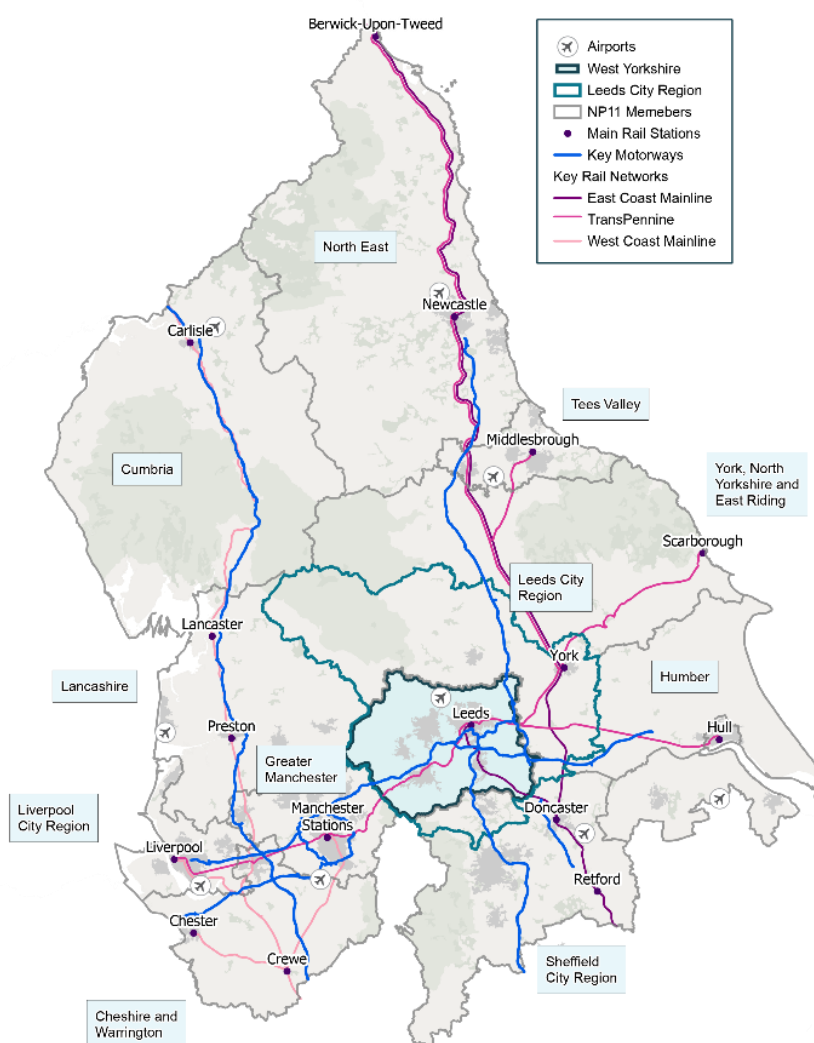 Berwick-Upon-Tweed
Airports
West Yorkshire
Leeds City Region
NP11 Memebers
Main Rail Stations
Key Motorways
Key Rail Networks
East Coast Mainline
TransPennine
West Coast Mainline
North East
Newcastle
Carlisle
Tees Valley
Middlesbrough
Cumbria
York, North
Yorkshire and
East Riding
Scarborough
Leeds City
Region
Lancaster
York
Lancashire
Humber
Leeds
Preston
Hull
Greater
Manchester
Liverpool
City Region
Manchester
Stations
Doncaster
Liverpool
Retford
Chester
Crewe
Sheffield
City Region
Cheshire and
Warrington